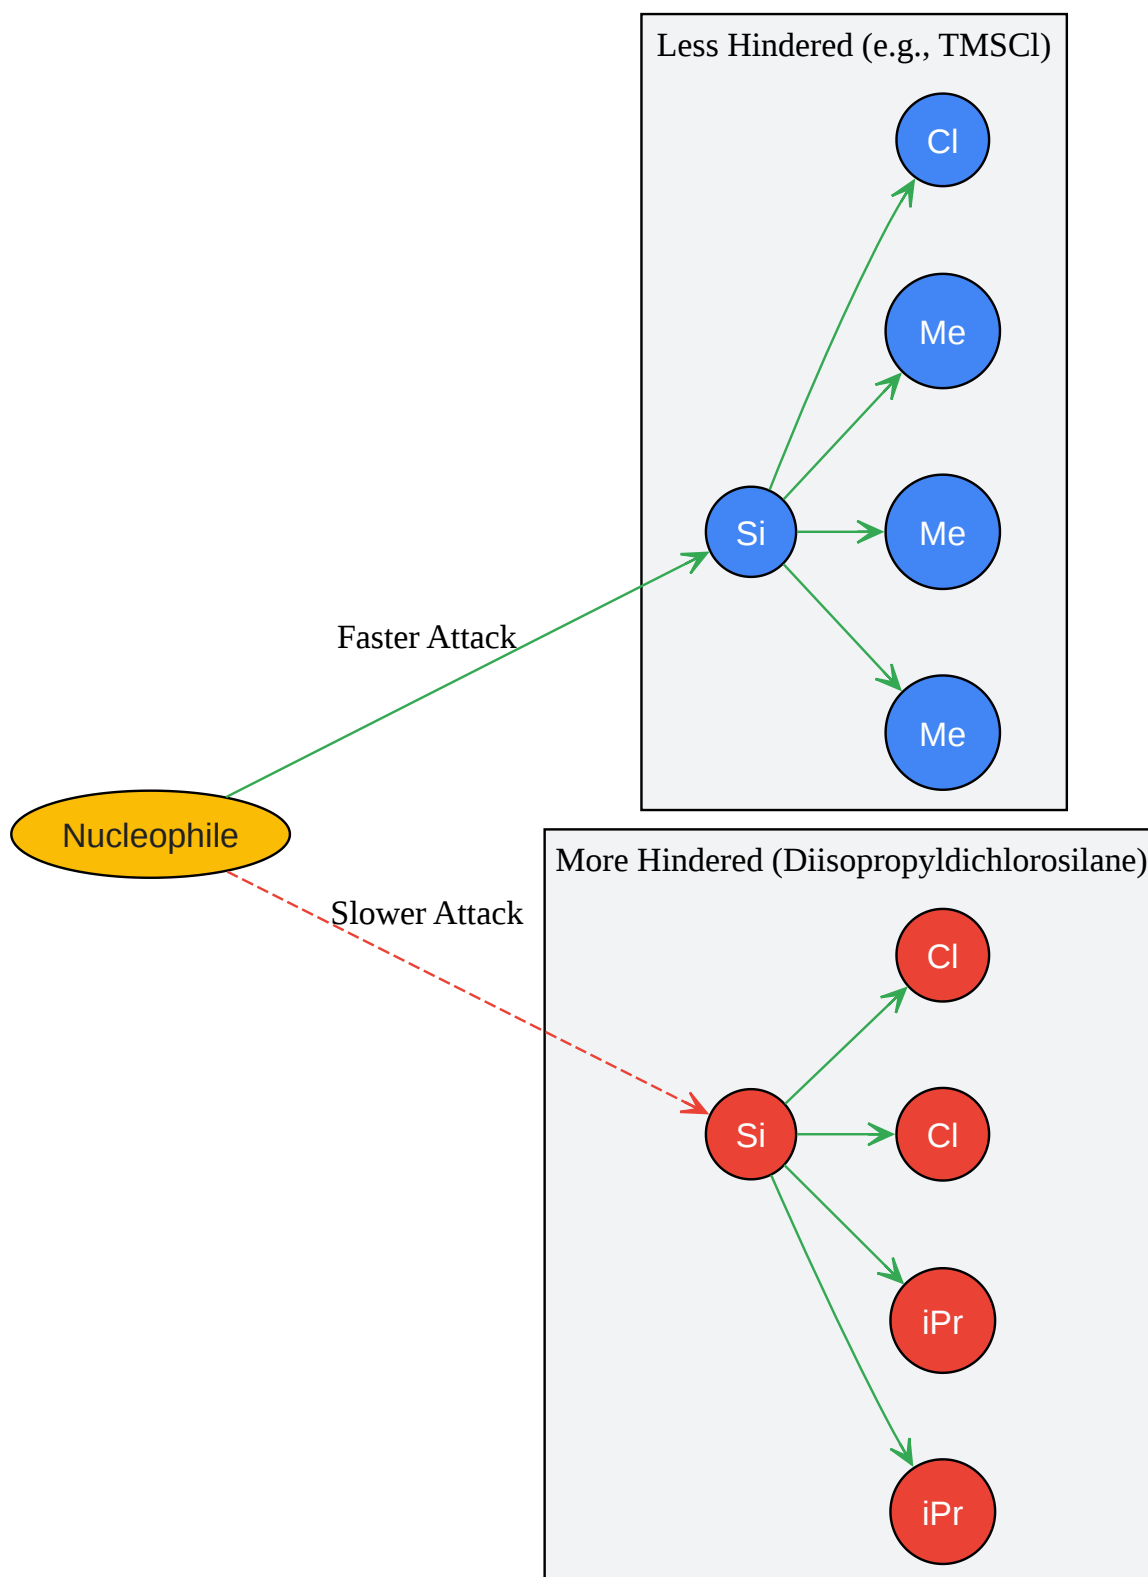 Less Hindered (e.g., TMSCl)
Cl
Me
Si
Me
Faster Attack
Me
Nucleophile
More Hindered (Diisopropyldichlorosilane)
Slower Attack
Cl
Si
Cl
iPr
iPr